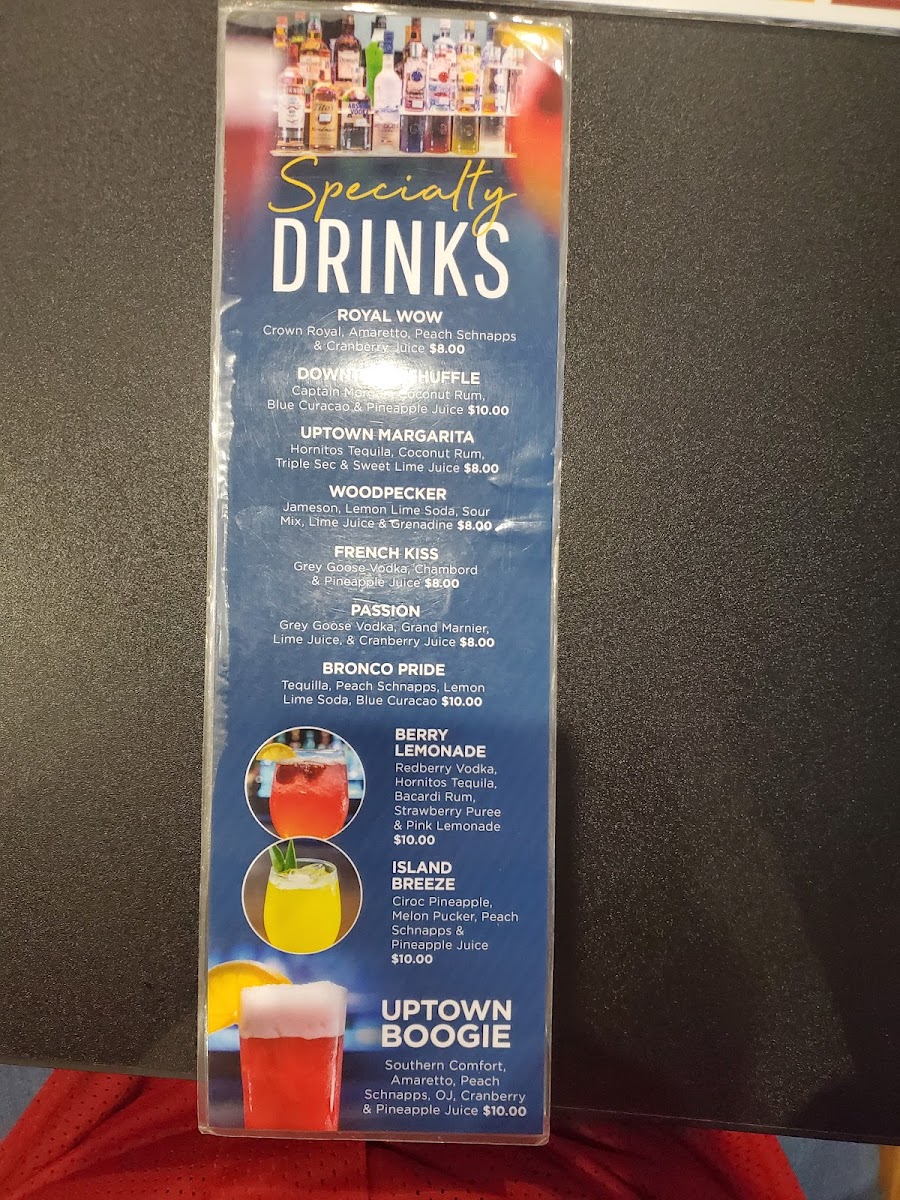 Specialty
DRINKS
ROYAL WOW
Crown Royal, Amaretto, Peach Schnapps
& Cranberry Juice $8.00
SHUFFLE
Captain Coconut Rum,
Blue Curacao & Pineapple Juice $10.00
UPTOWN MARGARITA
Hornitos Tequila, Coconut Rum,
Triple Sec & Sweet Lime Juice $8.00
WOODPECKER
Jameson, Lemon Lime Soda, Sour
Mix, Lime Juice & Grenadine $8.00
FRENCH KISS
Grey Goose Vodka, Chambord
& Pineapple Juice $8.00
PASSION
Grey Goose Vodka, Grand Marnier,
Lime Juice, & Cranberry Juice $8.00
BRONCO PRIDE
Tequilla, Peach Schnapps, Lemon
Lime Soda, Blue Curacao $10.00
BERRY
LEMONADE
Redberry Vodka,
Hornitos Tequila,
Bacardi Rum,
Strawberry Puree
& Pink Lemonade
$10.00
ISLAND
BREEZE
Ciroc Pineapple,
Melon Pucker, Peach
Schnapps &
Pineapple Juice
$10.00
UPTOWN
BOOGIE
Southern Comfort,
Amaretto, Peach
Schnapps, OJ, Cranberry
& Pineapple Juice $10.00